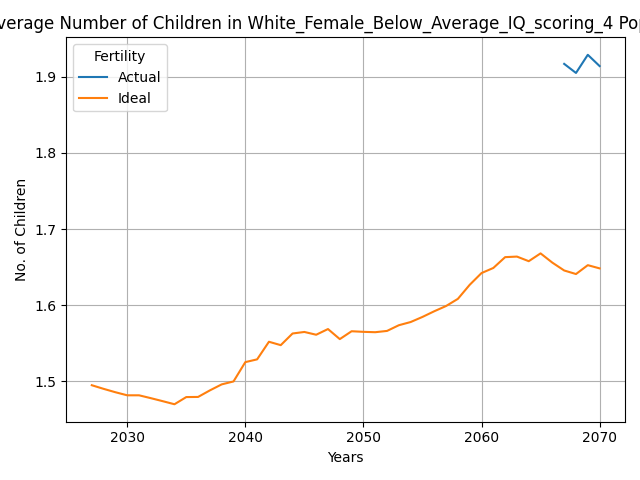 verage Number of Children in White_Female_Below_Average_IQ_scoring_4 Pop
Fertility
Actual
Ideal
No. of Children
1.9
1.8
1.7
1.6
1.5
2030 2040 2050 2060 2070
Years